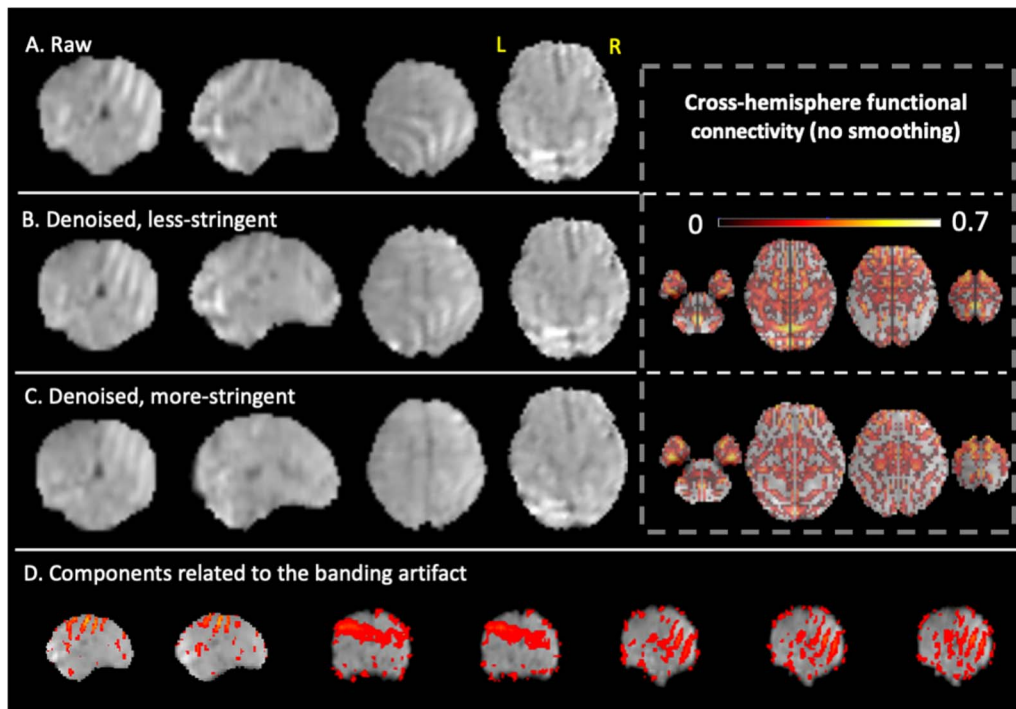 A. Raw
L R
Cross-hemisphere functional
connectivity (no smoothing)
B. Denoised, less-stringent
0 0.7
C. Denoised, more-stringent
D. Components related to the banding artifact